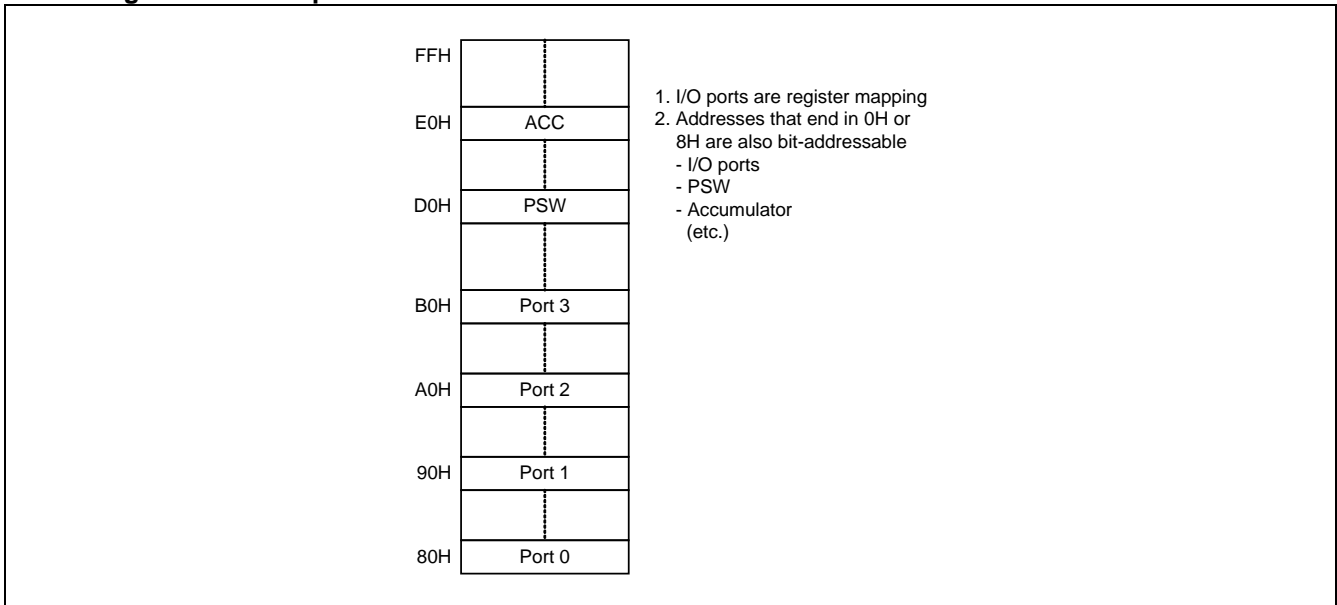 FFH
E0H ACC
D0H PSW
B0H Port 3
A0H Port 2
90H Port 1
80H Port 0
1. I/O ports are register mapping
2. Addresses that end in 0H or
8H are also bit-addressable
- I/O ports
- PSW
- Accumulator
(etc.)